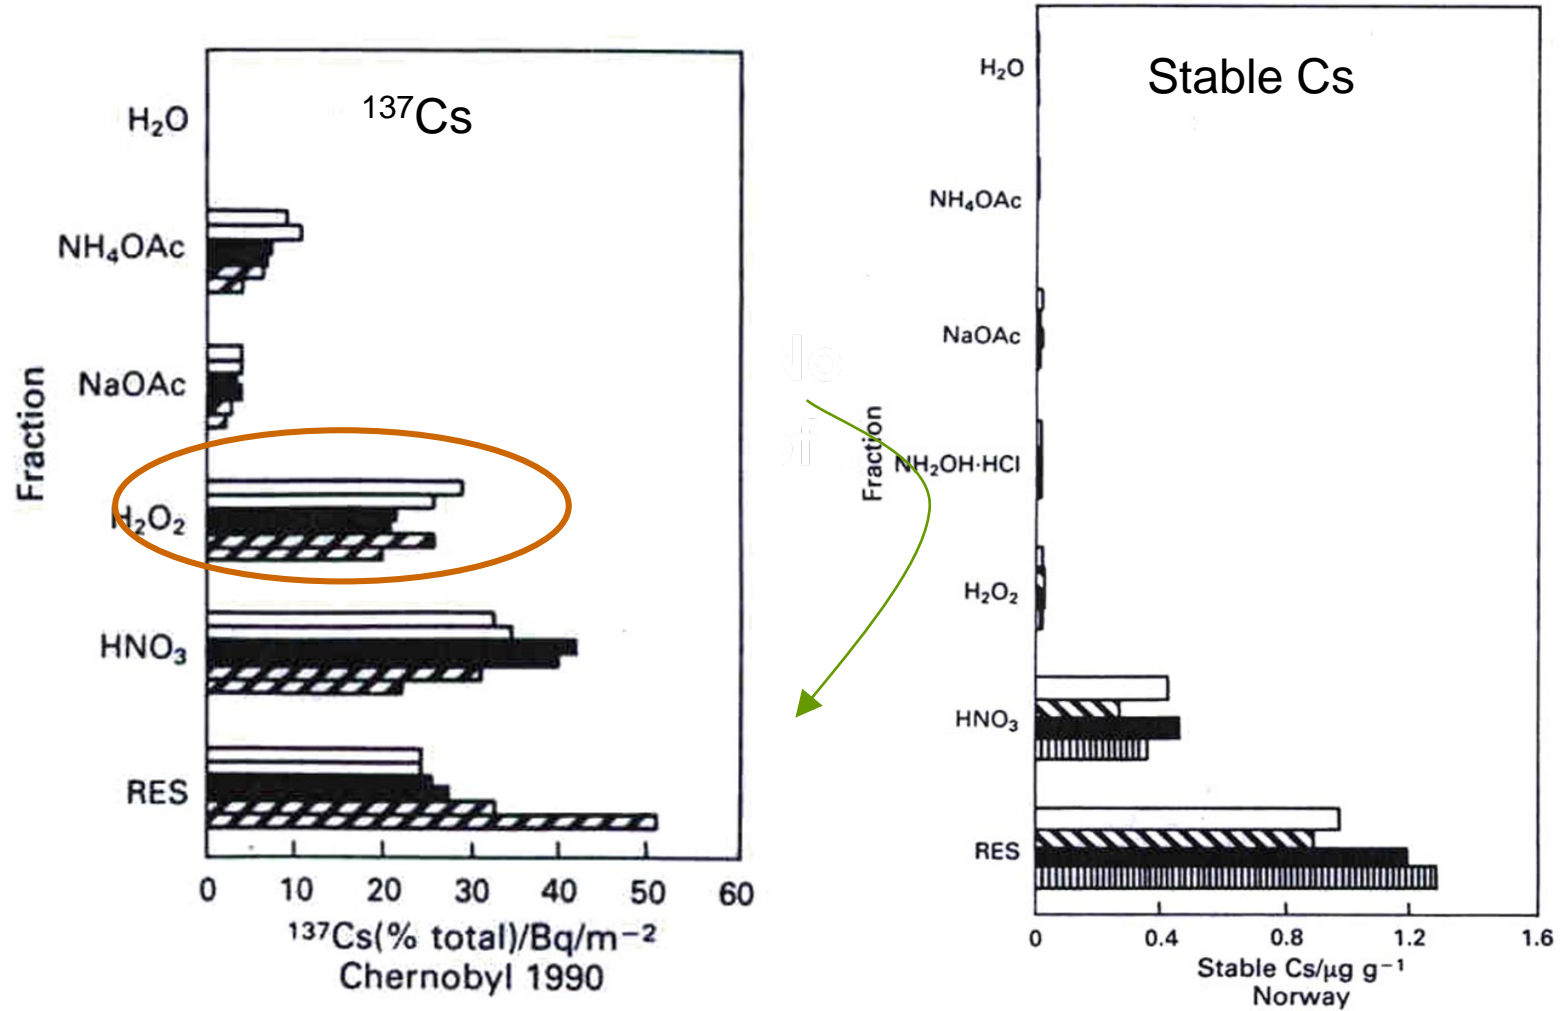 ¹³⁷Cs
Fraction
H₂O
NH₄OAc
NaOAc
H₂O₂
HNO₃
RES
0 10 20 30 40 50 60
¹³⁷Cs(% total)/Bq/m⁻²
Chernobyl 1990
No
of
Stable Cs
Fraction
H₂O
NH₄OAc
NaOAc
NH₂OH·HCl
H₂O₂
HNO₃
RES
0 0.4 0.8 1.2 1.6
Stable Cs/µg g⁻¹
Norway